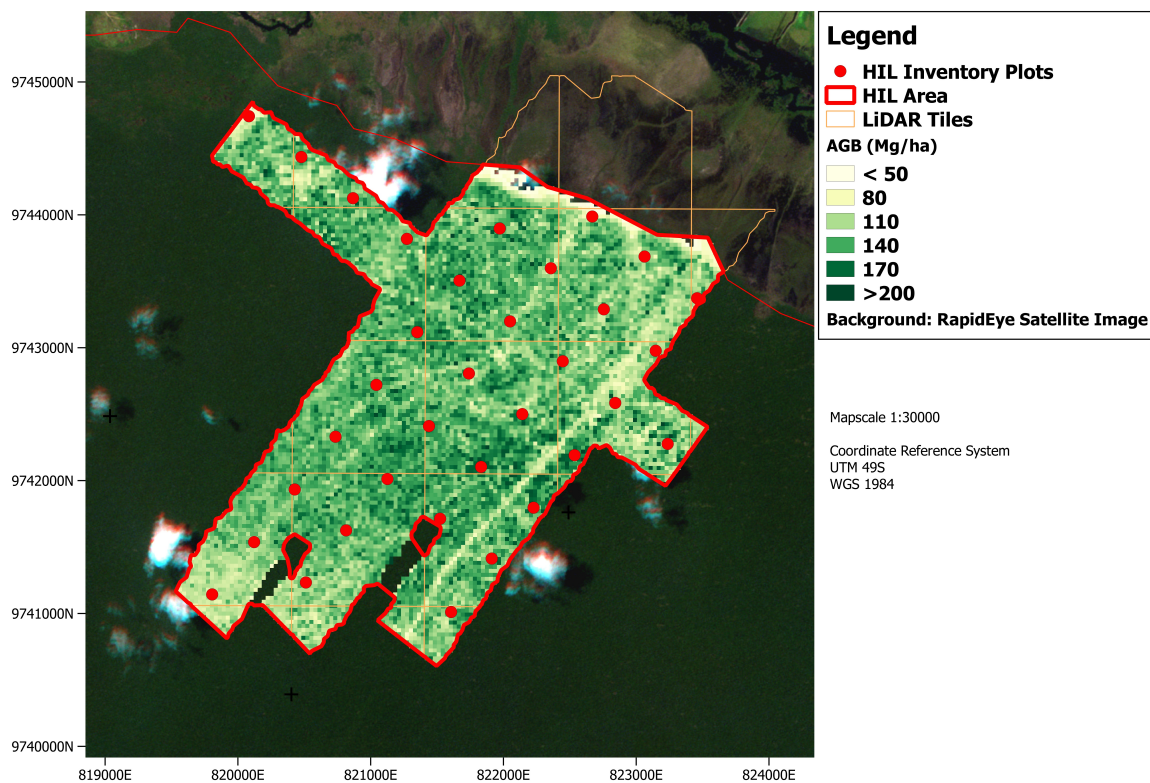 Legend
HIL Inventory Plots
HIL Area
LiDAR Tiles
AGB (Mg/ha)
< 50
80
110
140
170
>200
Background: RapidEye Satellite Image
Mapscale 1:30000
Coordinate Reference System
UTM 49S
WGS 1984
9745000N
9744000N
9743000N
9742000N
9741000N
9740000N
819000E 820000E 821000E 822000E 823000E 824000E